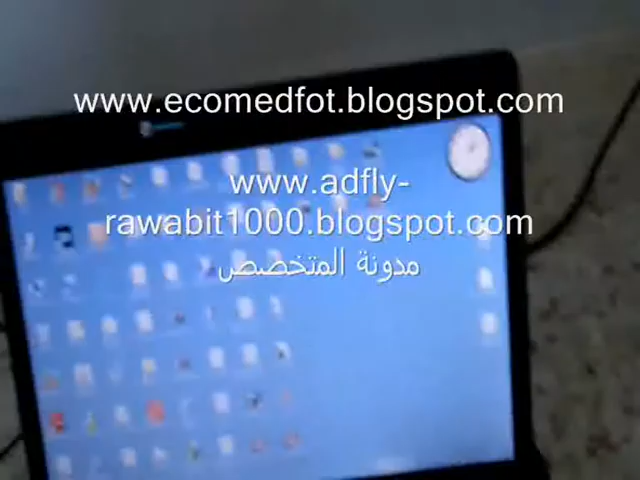 www.ecomedfot.blogspot.com
www.adfly-
rawabit1000.blogspot.com
مدونة المتخصص